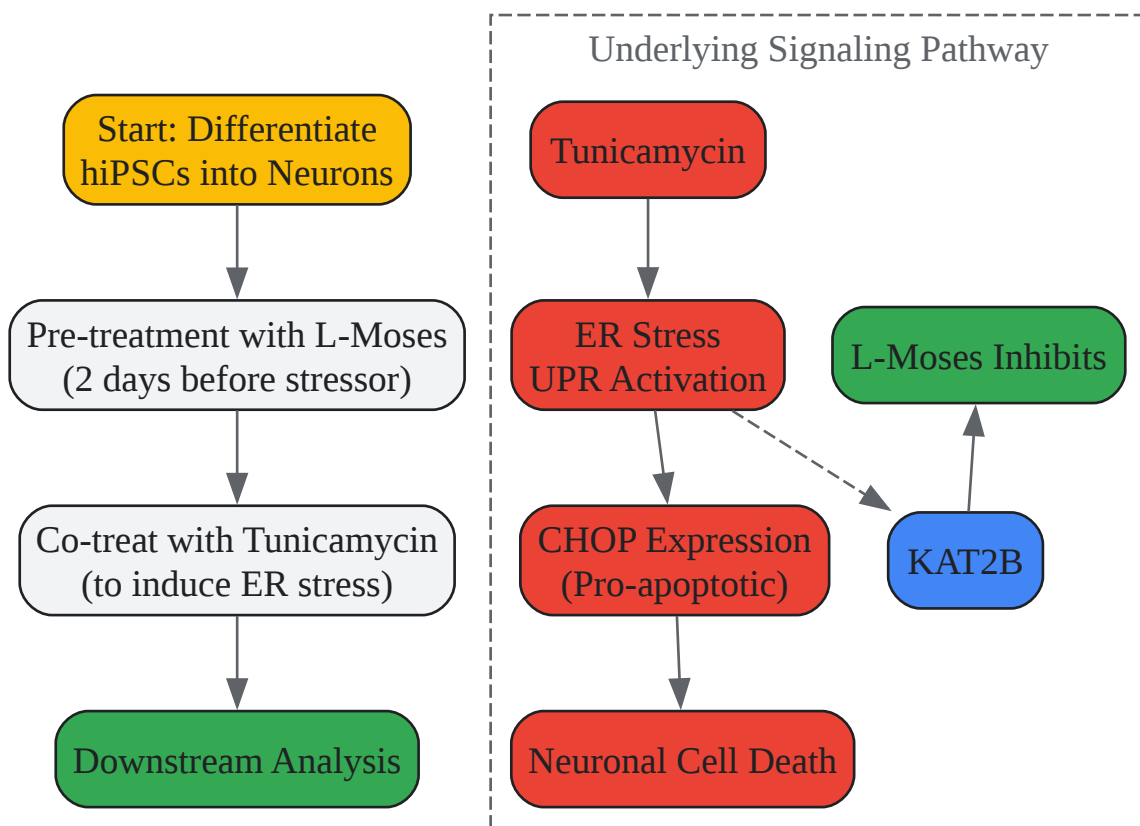 Start: Differentiate
hiPSCs into Neurons
Pre-treatment with L-Moses
(2 days before stressor)
Co-treat with Tunicamycin
(to induce ER stress)
Downstream Analysis
Underlying Signaling Pathway
Tunicamycin
ER Stress
UPR Activation
L-Moses Inhibits
CHOP Expression
(Pro-apoptotic)
KAT2B
Neuronal Cell Death